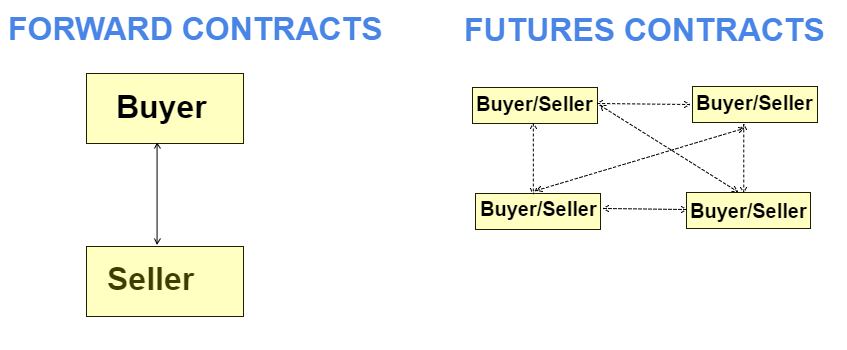 FORWARD CONTRACTS
Buyer
Seller
FUTURES CONTRACTS
Buyer/Seller
Buyer/Seller
Buyer/Seller
Buyer/Seller